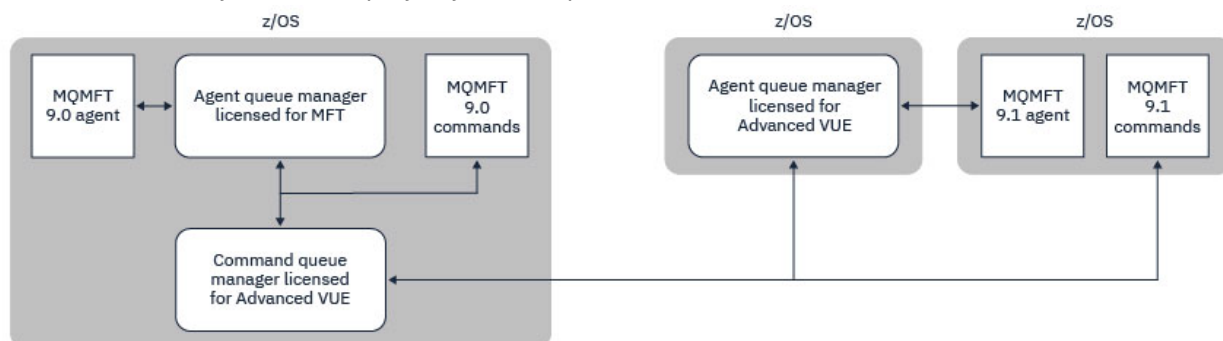 z/OS
MQMFT
9.0 agent
Agent queue manager
licensed for MFT
MQMFT
9.0
commands
Command queue
manager licensed
for Advanced VUE
z/OS
Agent queue manager
licensed for
Advanced VUE
z/OS
MQMFT
9.1 agent
MQMFT
9.1
commands